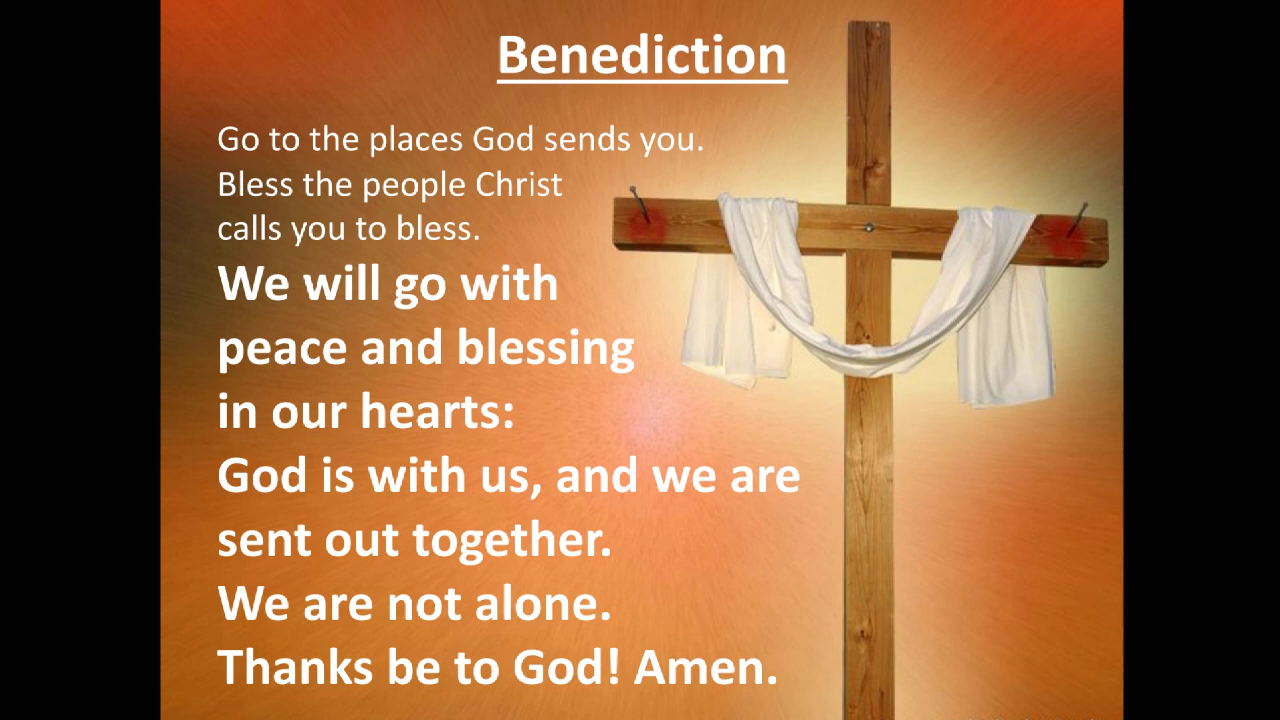 Benediction
Go to the places God sends you.
Bless the people Christ
calls you to bless.
We will go with
peace and blessing
in our hearts:
God is with us, and we are
sent out together.
We are not alone.
Thanks be to God! Amen.